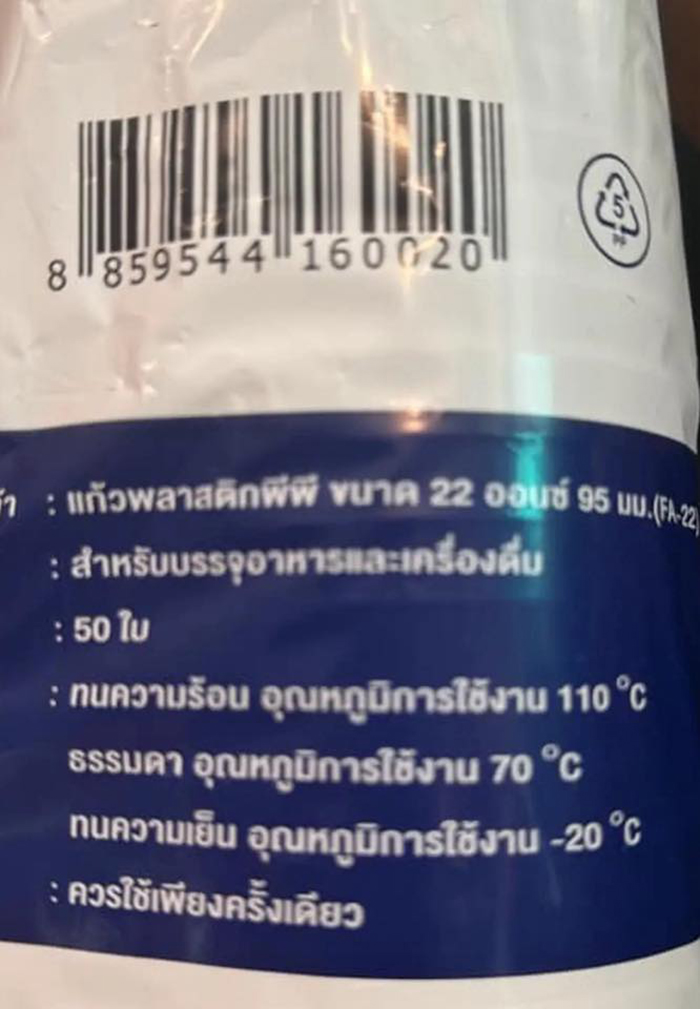 8 859544 160020
5
PP
: แก้วพลาสติกพีพี ขนาด 22 ออนซ์ 95 มม.(FA-22)
: สำหรับบรรจุอาหารและเครื่องดื่ม
: 50 ใบ
: ทนความร้อน อุณหภูมิการใช้งาน 110 °C
ธรรมดา อุณหภูมิการใช้งาน 70 °C
ทนความเย็น อุณหภูมิการใช้งาน -20 °C
: ควรใช้เพียงครั้งเดียว